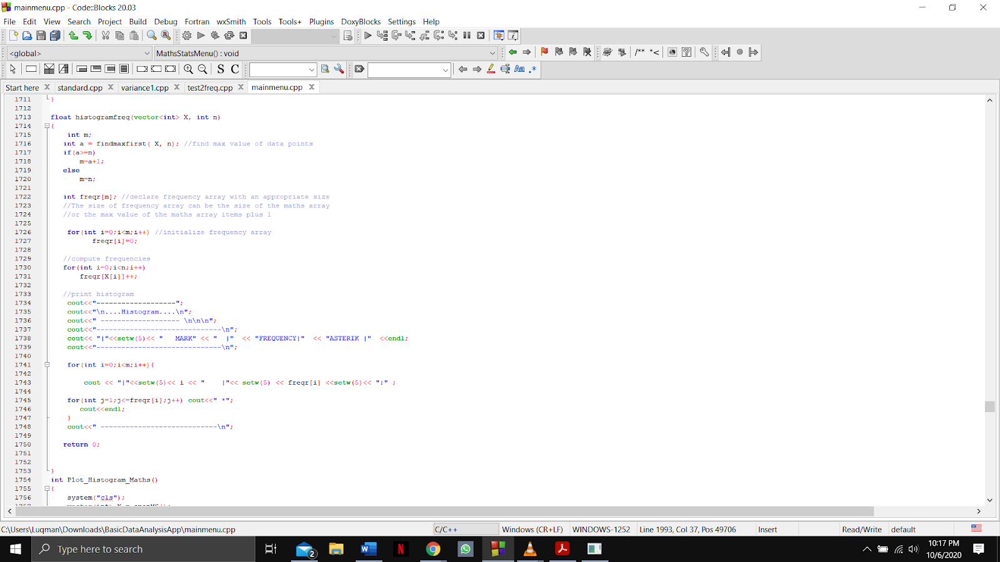 mainmenu.cpp - Code::Blocks 20.03
File Edit View Search Project Build Debug Fortran wxSmith Tools Tools+ Plugins DoxyBlocks Settings Help
<global> MathsStatsMenu() : void
/** *<
S C Aa .*
Start here X standard.cpp X variance1.cpp X test2freq.cpp X mainmenu.cpp X
1711 }
1712
1713 float histogramfreq(vector<int> X, int n)
1714 {
1715 int m;
1716 int a = findmaxfirst( X, n); //find max value of data points
1717 if(a>=n)
1718 m=a+1;
1719 else
1720 m=n;
1721
1722 int freqr[m]; //declare frequency array with an appropriate size
1723 //The size of frequency array can be the size of the maths array
1724 //or the max value of the maths array items plus 1
1725
1726 for(int i=0;i<m;i++) //initialize frequency array
1727 freqr[i]=0;
1728
1729 //compute frequencies
1730 for(int i=0;i<n;i++)
1731 freqr[X[i]]++;
1732
1733 //print histogram
1734 cout<<"-------------------";
1735 cout<<"\n....Histogram....\n";
1736 cout<<" ------------------- \n\n\n";
1737 cout<<"------------------------------\n";
1738 cout<< "|"<<setw(5)<< "   MARK" << "  |"  << "FREQUENCY|"  << "ASTERIK |"  <<endl;
1739 cout<<"------------------------------\n";
1740
1741 for(int i=0;i<m;i++){
1742
1743 cout << "|"<<setw(5)<< i << "    |"<< setw(5) << freqr[i] <<setw(5)<< ":" ;
1744
1745 for(int j=1;j<=freqr[i];j++) cout<<" *";
1746 cout<<endl;
1747 }
1748 cout<<" ----------------------------\n";
1749
1750 return 0;
1751
1752
1753 }
1754 int Plot_Histogram_Maths()
1755 {
1756 system("cls");
C:\Users\Luqman\Downloads\BasicDataAnalysisApp\mainmenu.cpp C/C++ Windows (CR+LF) WINDOWS-1252 Line 1993, Col 37, Pos 49706 Insert Read/Write default
Type here to search 2 10:17 PM
10/6/2020